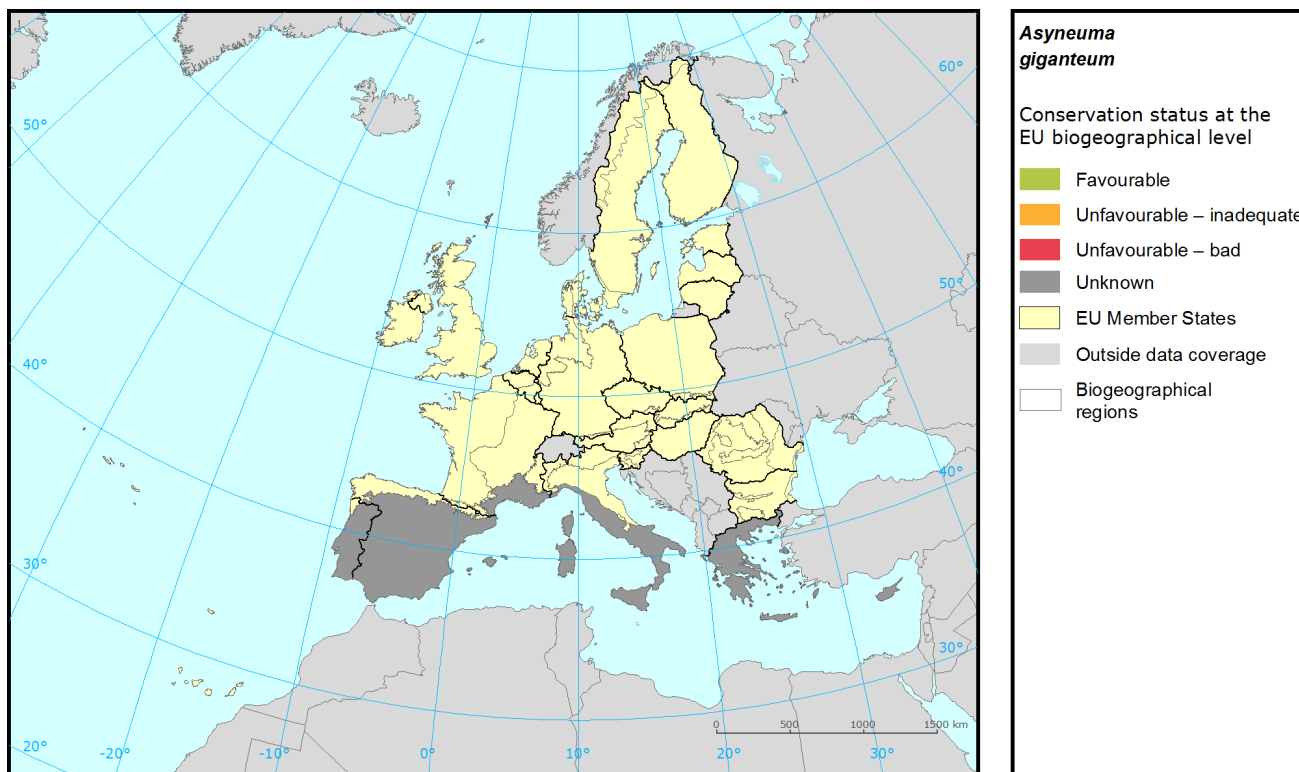 60°
50°
50°
40°
40°
30°
30°
20°
-20°
-10°
0°
10°
20°
30°
0 500 1000 1500 km
Asyneuma
giganteum
Conservation status at the
EU biogeographical level
Favourable
Unfavourable – inadequate
Unfavourable – bad
Unknown
EU Member States
Outside data coverage
Biogeographical
regions